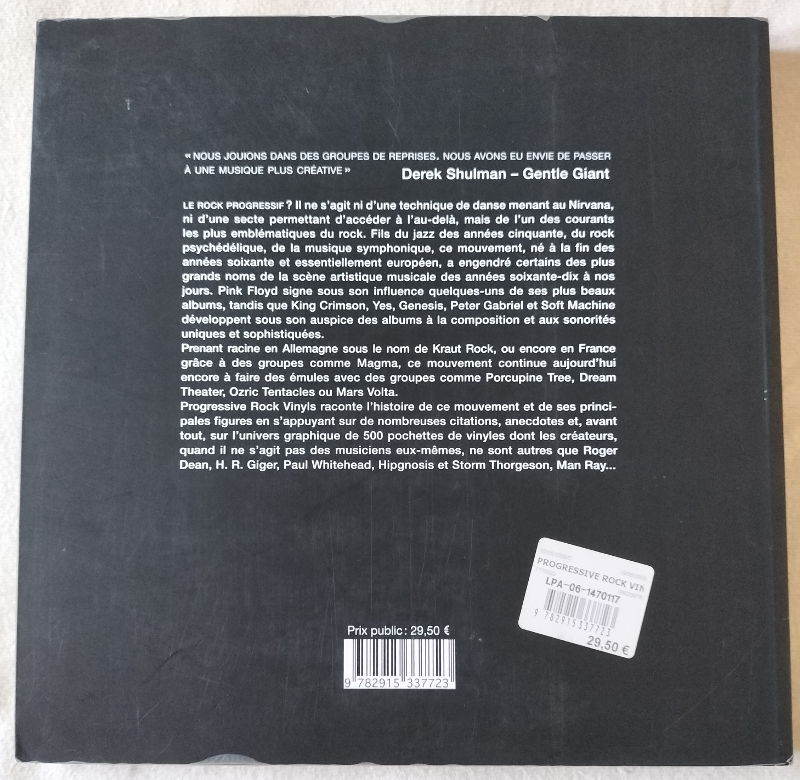 « NOUS JOUIONS DANS DES GROUPES DE REPRISES. NOUS AVONS EU ENVIE DE PASSER
À UNE MUSIQUE PLUS CRÉATIVE »
Derek Shulman – Gentle Giant
LE ROCK PROGRESSIF ? Il ne s'agit ni d'une technique de danse menant au Nirvana,
ni d'une secte permettant d'accéder à l'au-delà, mais de l'un des courants
les plus emblématiques du rock. Fils du jazz des années cinquante, du rock
psychédélique, de la musique symphonique, ce mouvement, né à la fin des
années soixante et essentiellement européen, a engendré certains des plus
grands noms de la scène artistique musicale des années soixante-dix à nos
jours. Pink Floyd signe sous son influence quelques-uns de ses plus beaux
albums, tandis que King Crimson, Yes, Genesis, Peter Gabriel et Soft Machine
développent sous son auspice des albums à la composition et aux sonorités
uniques et sophistiquées.
Prenant racine en Allemagne sous le nom de Kraut Rock, ou encore en France
grâce à des groupes comme Magma, ce mouvement continue aujourd'hui
encore à faire des émules avec des groupes comme Porcupine Tree, Dream
Theater, Ozric Tentacles ou Mars Volta.
Progressive Rock Vinyls raconte l'histoire de ce mouvement et de ses princi-
pales figures en s'appuyant sur de nombreuses citations, anecdotes et, avant
tout, sur l'univers graphique de 500 pochettes de vinyles dont les créateurs,
quand il ne s'agit pas des musiciens eux-mêmes, ne sont autres que Roger
Dean, H. R. Giger, Paul Whitehead, Hipgnosis et Storm Thorgeson, Man Ray...
PROGRESSIVE ROCK VIN
LPA-06-1470117
9 782915337723
29,50 €
Prix public : 29,50 €
9 782915 337723